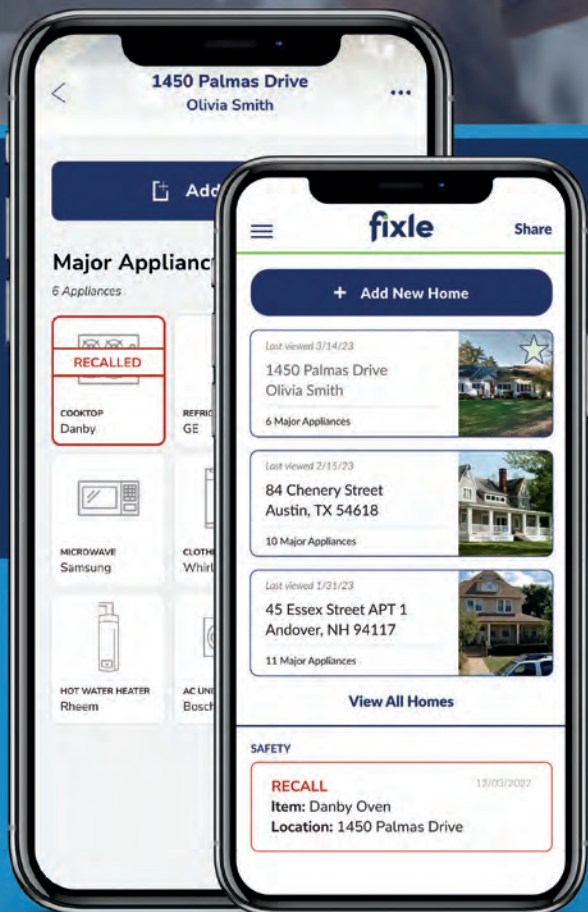 1450 Palmas Drive
Olivia Smith
Add
Major Applianc
6 Appliances
RECALLED
COOKTOP
Danby
REFRIG
GE
MICROWAVE
Samsung
CLOTHE
Whirl
HOT WATER HEATER
Rheem
AC UNI
Bosch
fixle
Share
+ Add New Home
Last viewed 3/14/23
1450 Palmas Drive
Olivia Smith
6 Major Appliances
Last viewed 2/15/23
84 Chenery Street
Austin, TX 54618
10 Major Appliances
Last viewed 1/31/23
45 Essex Street APT 1
Andover, NH 94117
11 Major Appliances
View All Homes
SAFETY
RECALL
12/03/2022
Item: Danby Oven
Location: 1450 Palmas Drive